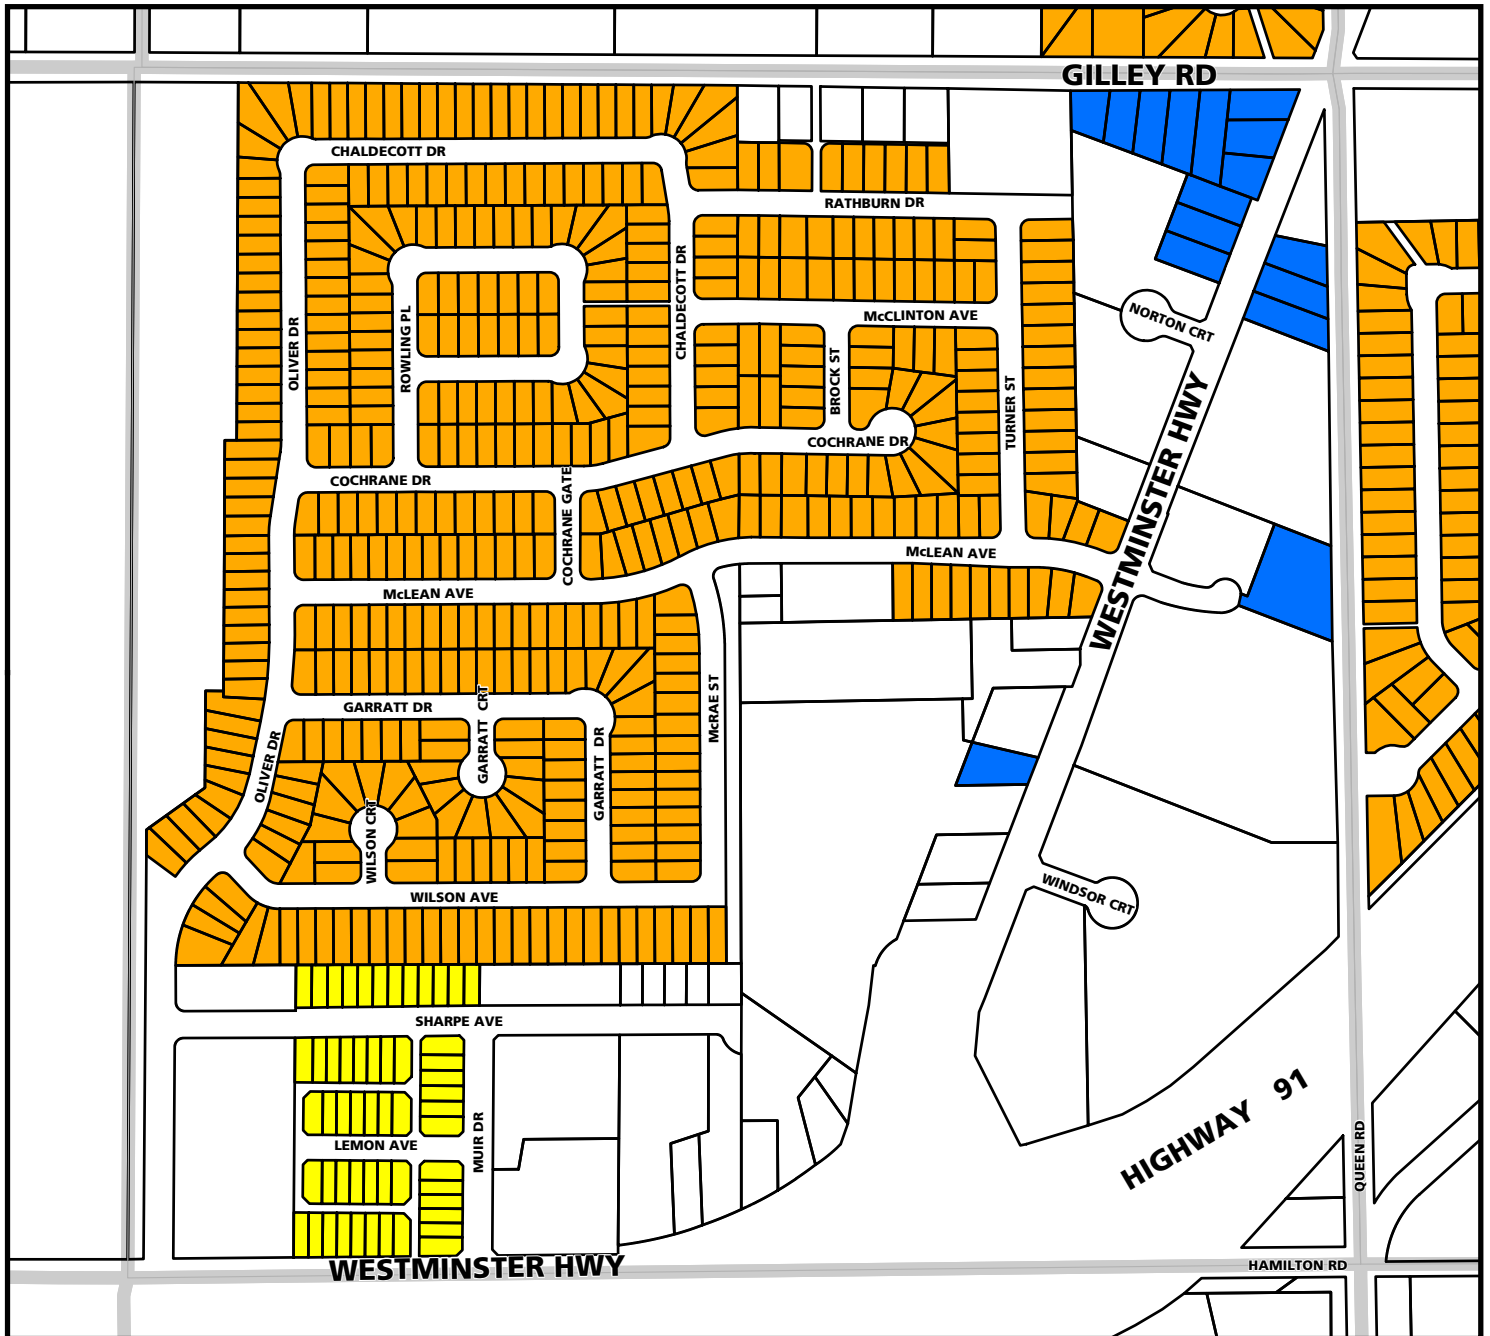 GILLEY RD
CHALDECOTT DR
RATHBURN DR
CHALDECOTT DR
OLIVER DR
ROWLING PL
McCLINTON AVE
NORTON CRT
BROCK ST
TURNER ST
WESTMINSTER HWY
COCHRANE DR
COCHRANE DR
COCHRANE GATE
McLEAN AVE
WESTMINSTER HWY
McLEAN AVE
GARRATT DR
GARRATT CRT
McRAE ST
OLIVER DR
GARRATT DR
WILSON CRT
WILSON AVE
WINDSOR CRT
SHARPE AVE
MUIR DR
LEMON AVE
HIGHWAY 91
QUEEN RD
WESTMINSTER HWY
HAMILTON RD